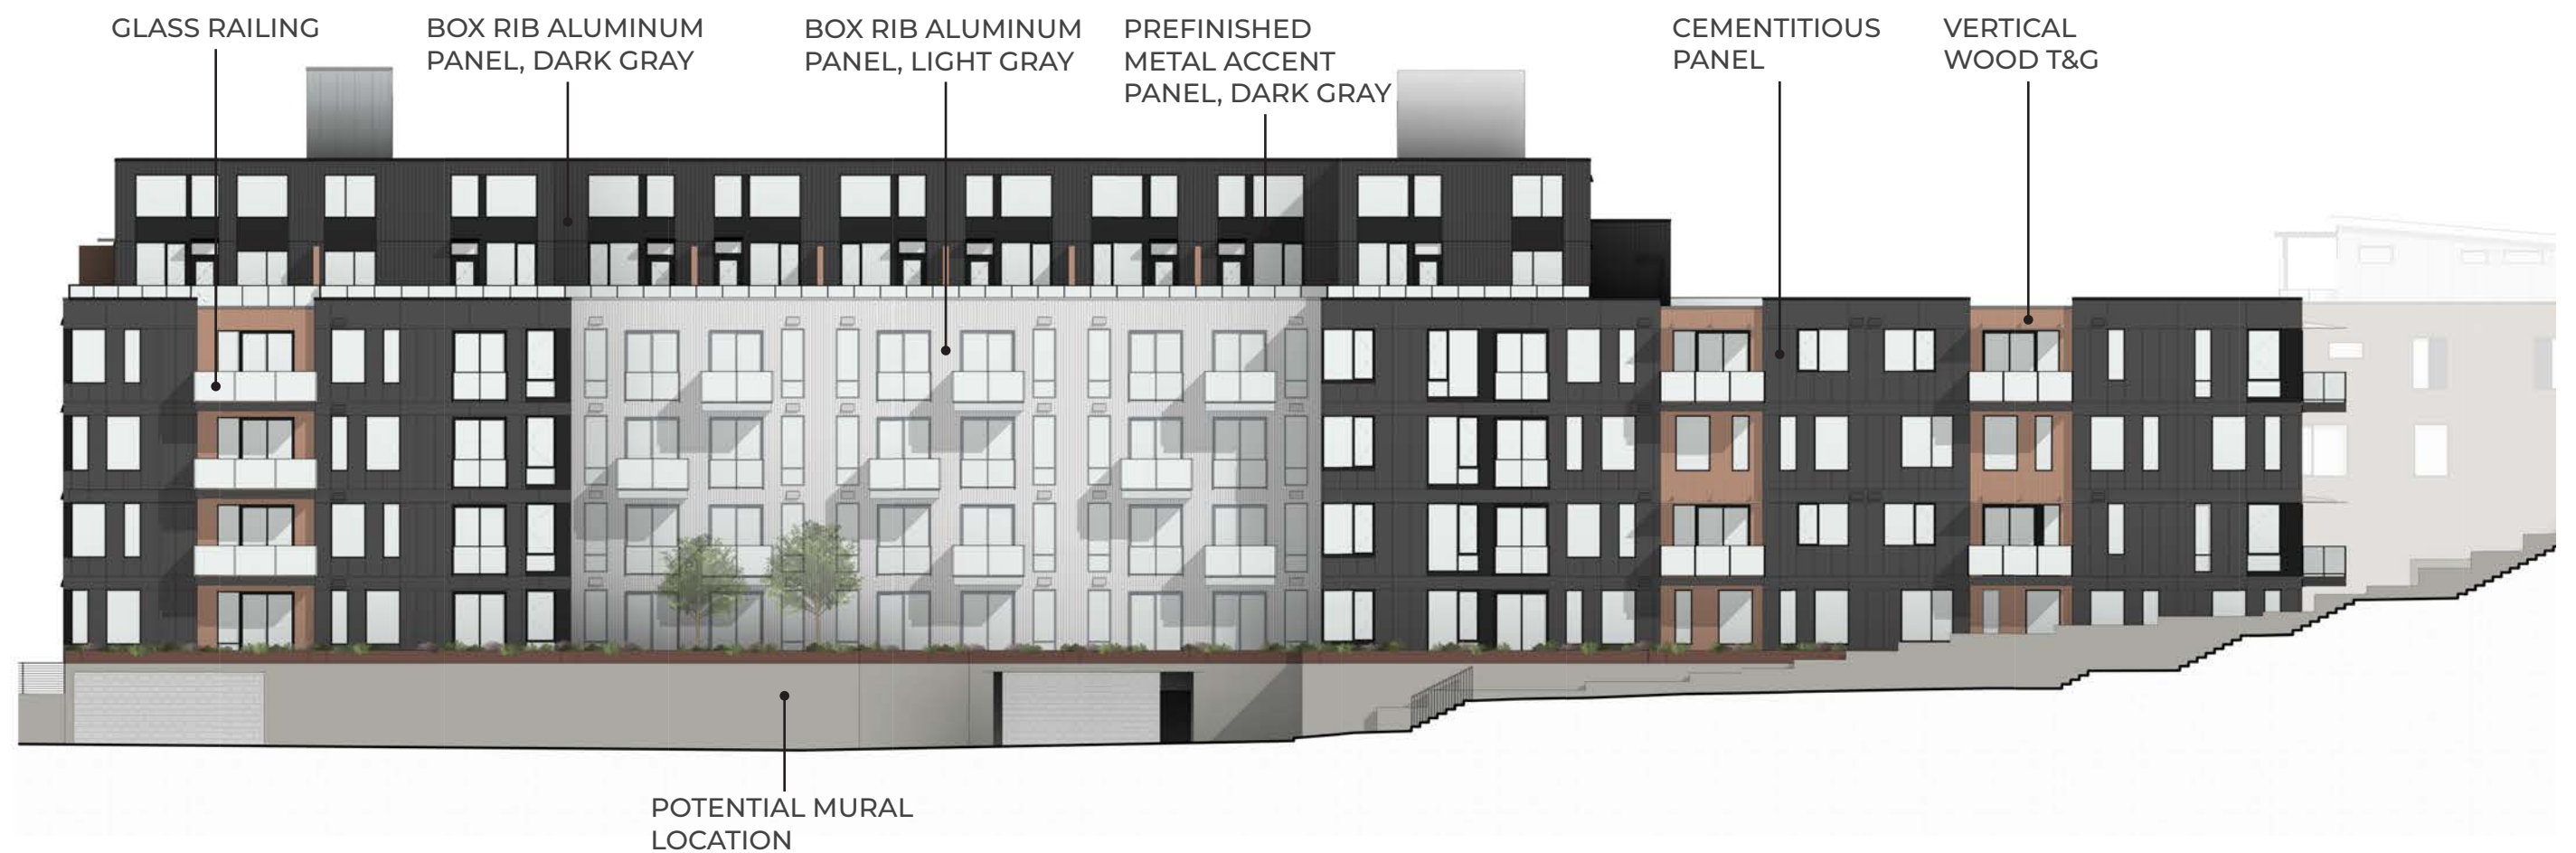 GLASS RAILING
BOX RIB ALUMINUM
PANEL, DARK GRAY
BOX RIB ALUMINUM
PANEL, LIGHT GRAY
PREFINISHED
METAL ACCENT
PANEL, DARK GRAY
CEMENTITIOUS
PANEL
VERTICAL
WOOD T&G
POTENTIAL MURAL
LOCATION